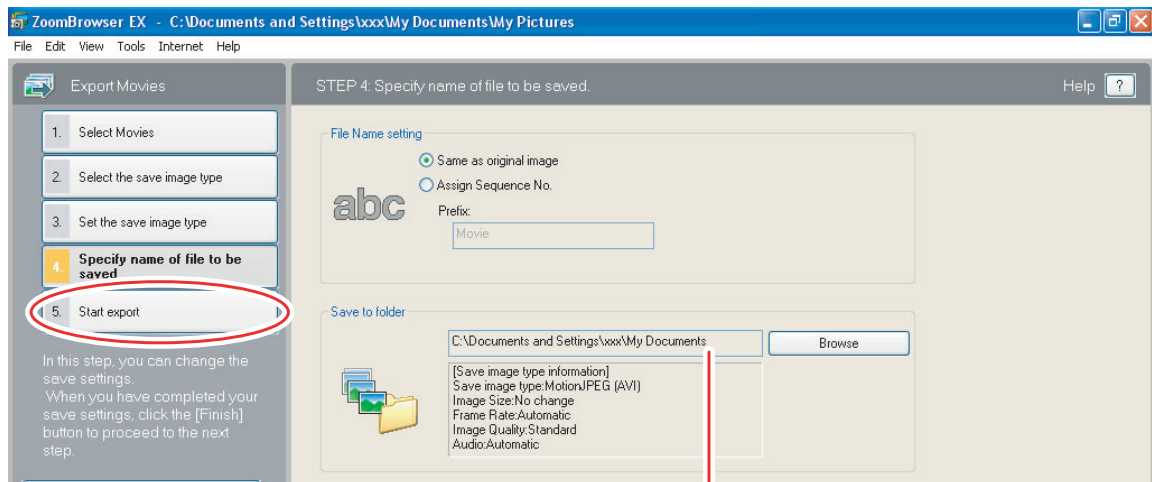 ZoomBrowser EX - C:\Documents and Settings\xxx\My Documents\My Pictures
File Edit View Tools Internet Help
Export Movies
1. Select Movies
2. Select the save image type
3. Set the save image type
4. Specify name of file to be
saved
5. Start export
In this step, you can change the
save settings.
When you have completed your
save settings, click the [Finish]
button to proceed to the next
step.
STEP 4: Specify name of file to be saved.
Help ?
File Name setting
abc
Same as original image
Assign Sequence No.
Prefix:
Movie
Save to folder
C:\Documents and Settings\xxx\My Documents
Browse
[Save image type information]
Save image type:MotionJPEG (AVI)
Image Size:No change
Frame Rate:Automatic
Image Quality:Standard
Audio:Automatic